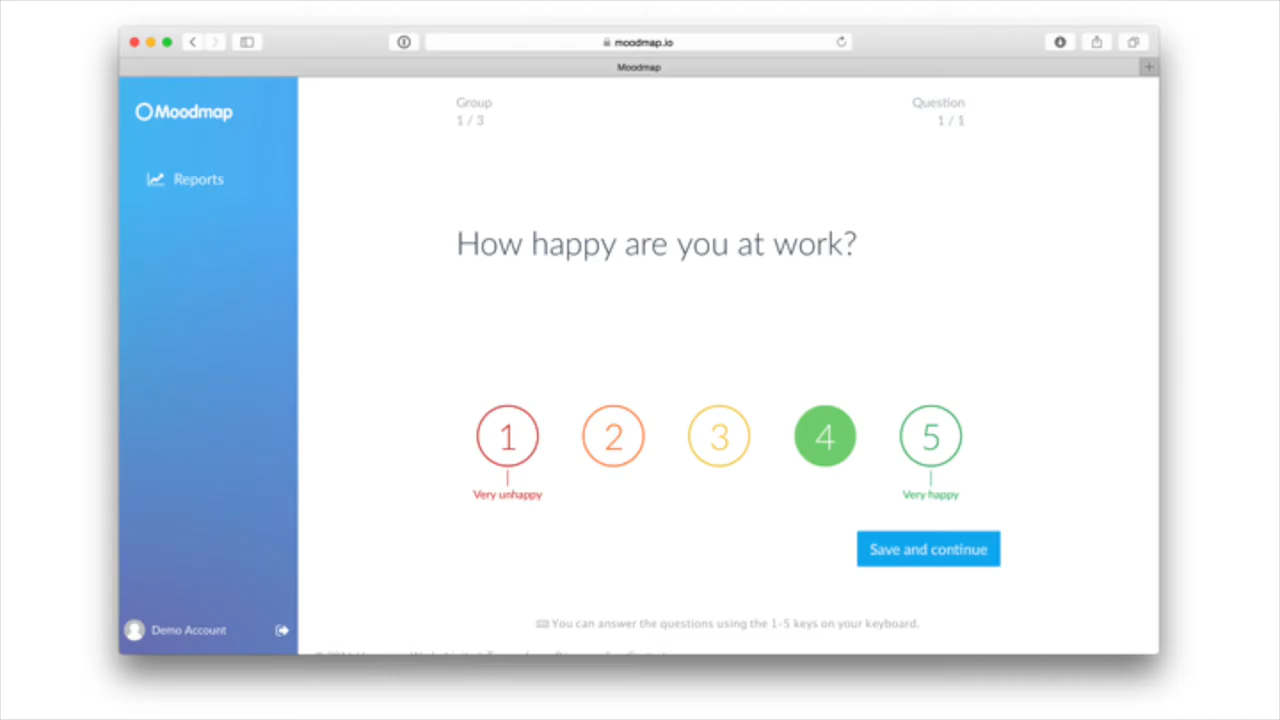 moodmap.io
Moodmap
Moodmap
Group
1 / 3
Question
1 / 1
Reports
How happy are you at work?
1 2 3 4 5
Very unhappy
Very happy
Save and continue
You can answer the questions using the 1-5 keys on your keyboard.
Demo Account